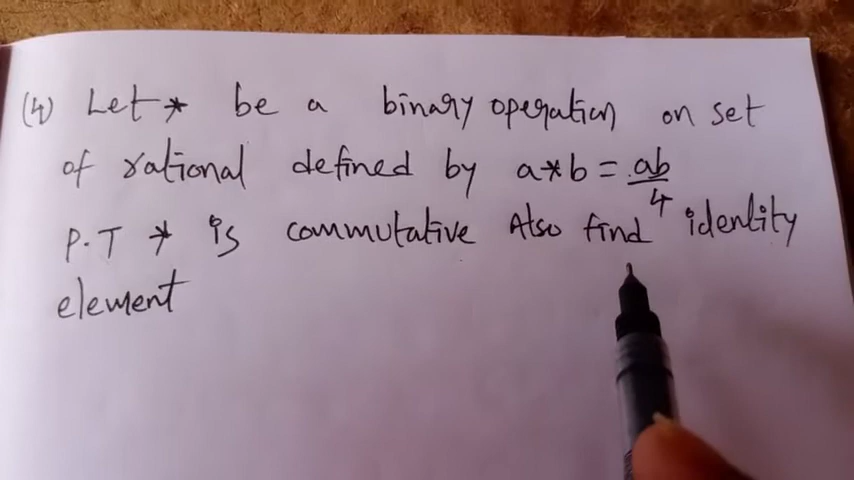 (4) Let * be a binary operation on set
of rational defined by a*b = ab/4
P.T * is commutative Also find identity
element